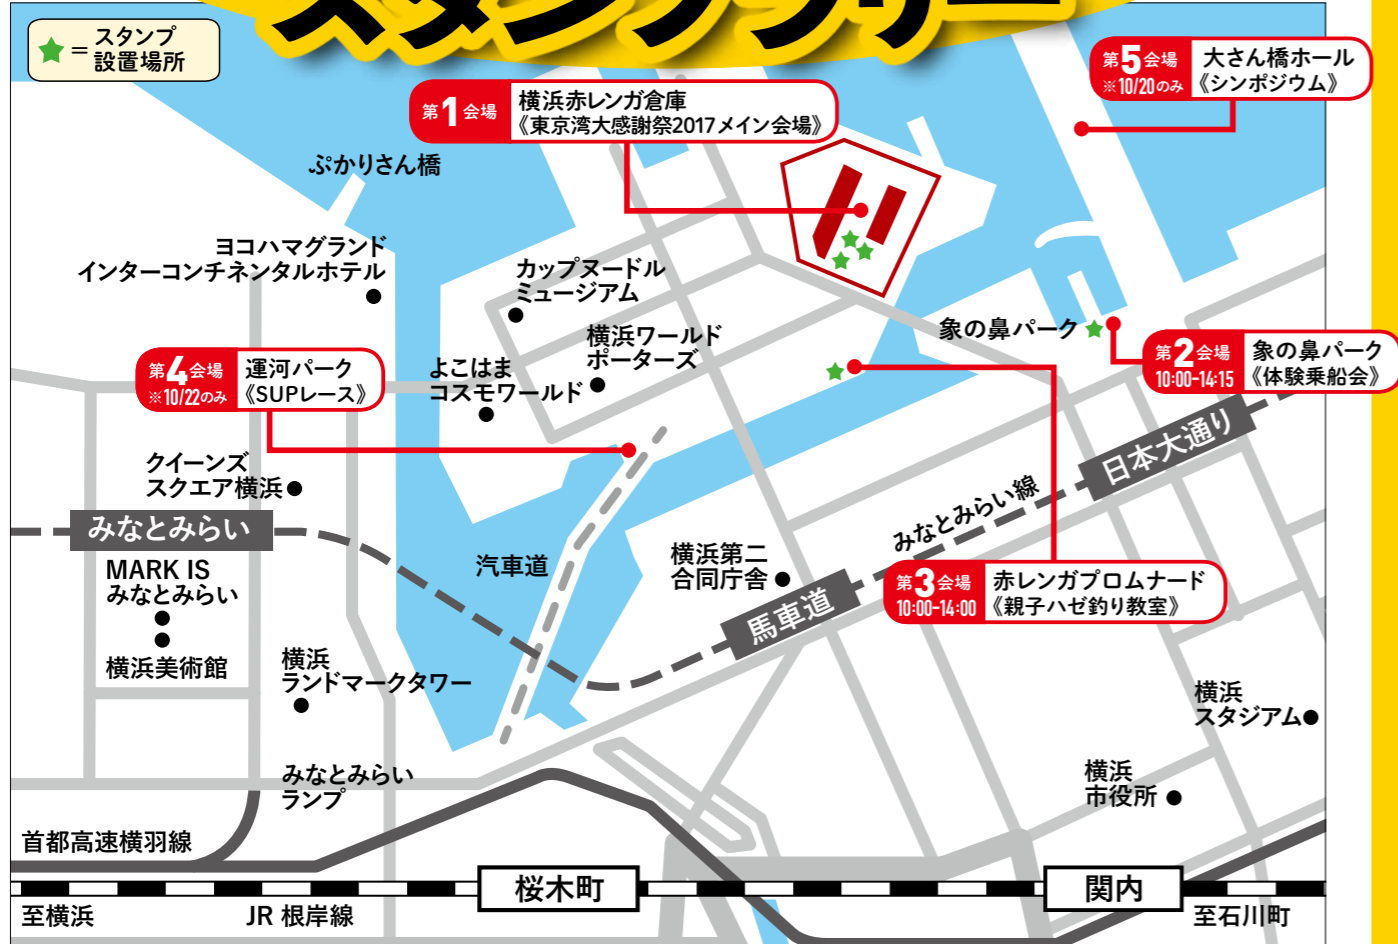 スタンプラリー
★=スタンプ
設置場所
第5会場
※10/20のみ
大さん橋ホール
《シンポジウム》
第1会場
横浜赤レンガ倉庫
《東京湾大感謝祭2017メイン会場》
ぷかりさん橋
ヨコハマグランド
インターコンチネンタルホテル
カップヌードル
ミュージアム
横浜ワールド
ポーターズ
象の鼻パーク
第2会場
10:00-14:15
象の鼻パーク
《体験乗船会》
第4会場
※10/22のみ
運河パーク
《SUPレース》
よこはま
コスモワールド
日本大通り
クイーンズ
スクエア横浜
みなとみらい
みなとみらい線
MARK IS
みなとみらい
汽車道
横浜第二
合同庁舎
第3会場
10:00-14:00
赤レンガプロムナード
《親子ハゼ釣り教室》
馬車道
横浜美術館
横浜
ランドマークタワー
横浜
スタジアム
みなとみらい
ランプ
横浜
市役所
首都高速横羽線
桜木町
関内
至横浜
JR 根岸線
至石川町